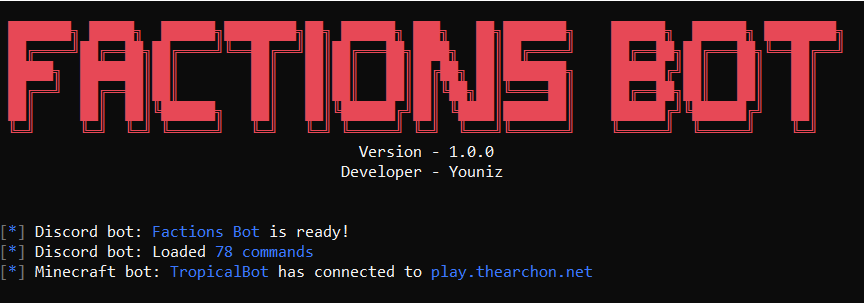 FACTIONS BOT
Version - 1.0.0
Developer - Youniz
[*] Discord bot: Factions Bot is ready!
[*] Discord bot: Loaded 78 commands
[*] Minecraft bot: TropicalBot has connected to play.thearchon.net